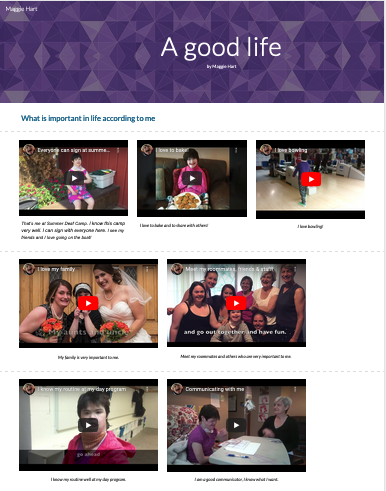 Maggie Hart
A good life
by Maggie Hart
What is important in life according to me
Everyone can sign at summe...
I love to bake
I love bowling
That's me at Summer Deaf Camp. I know this camp
very well. I can sign with everyone here. I see my
friends and I love going on the boat!
I love to bake and to share with others!
I love bowling!
I love my family
Meet my roommates, friends & staff
My aunts and uncle
and go out together and have fun.
My family is very important to me.
Meet my roommates and others who are very important to me.
I know my routine at my day program
Communicating with me
go ahead
I know my routine well at my day program.
I am a good communicator, I know what I want.